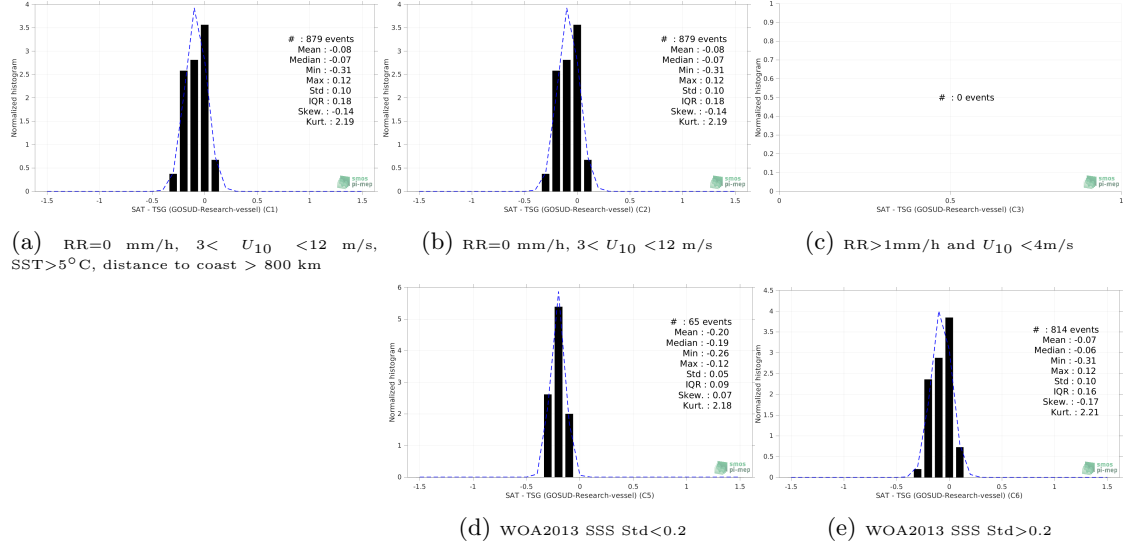 4
3.5
3
2.5
2
1.5
1
0.5
0
Normalized histogram
# : 879 events
Mean : -0.08
Median : -0.07
Min : -0.31
Max : 0.12
Std : 0.10
IQR : 0.18
Skew. : -0.14
Kurt. : 2.19
smos
pi-mep
-1.5 -1 -0.5 0 0.5 1 1.5
SAT - TSG (GOSUD-Research-vessel) (C1)
(a) RR=0 mm/h, 3< U10 <12 m/s,
SST>5°C, distance to coast > 800 km
4
3.5
3
2.5
2
1.5
1
0.5
0
Normalized histogram
# : 879 events
Mean : -0.08
Median : -0.07
Min : -0.31
Max : 0.12
Std : 0.10
IQR : 0.18
Skew. : -0.14
Kurt. : 2.19
smos
pi-mep
-1.5 -1 -0.5 0 0.5 1 1.5
SAT - TSG (GOSUD-Research-vessel) (C2)
(b) RR=0 mm/h, 3< U10 <12 m/s
1
0.9
0.8
0.7
0.6
0.5
0.4
0.3
0.2
0.1
0
Normalized histogram
# : 0 events
smos
pi-mep
0 0.5 1
SAT - TSG (GOSUD-Research-vessel) (C3)
(c) RR>1mm/h and U10 <4m/s
6
5
4
3
2
1
0
Normalized histogram
# : 65 events
Mean : -0.20
Median : -0.19
Min : -0.26
Max : -0.12
Std : 0.05
IQR : 0.09
Skew. : 0.07
Kurt. : 2.18
smos
pi-mep
-1.5 -1 -0.5 0 0.5 1 1.5
SAT - TSG (GOSUD-Research-vessel) (C5)
(d) WOA2013 SSS Std<0.2
4.5
4
3.5
3
2.5
2
1.5
1
0.5
0
Normalized histogram
# : 814 events
Mean : -0.07
Median : -0.06
Min : -0.31
Max : 0.12
Std : 0.10
IQR : 0.16
Skew. : -0.17
Kurt. : 2.21
smos
pi-mep
-1.5 -1 -0.5 0 0.5 1 1.5
SAT - TSG (GOSUD-Research-vessel) (C6)
(e) WOA2013 SSS Std>0.2